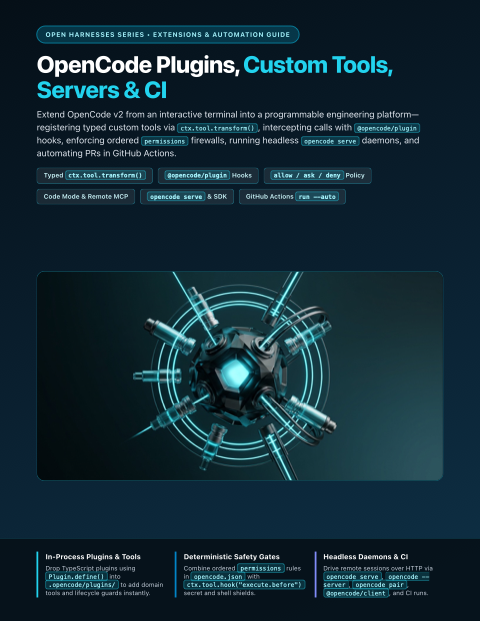 OPEN HARNESSES SERIES • EXTENSIONS & AUTOMATION GUIDE
OpenCode Plugins, Custom Tools,
Servers & CI
Extend OpenCode v2 from an interactive terminal into a programmable engineering platform—
registering typed custom tools via ctx.tool.transform(), intercepting calls with @opencode/plugin
hooks, enforcing ordered permissions firewalls, running headless opencode serve daemons, and
automating PRs in GitHub Actions.
Typed ctx.tool.transform() @opencode/plugin Hooks allow / ask / deny Policy
Code Mode & Remote MCP opencode serve & SDK GitHub Actions run --auto
In-Process Plugins & Tools
Drop TypeScript plugins using
Plugin.define() into
.opencode/plugins/ to add domain
tools and lifecycle guards instantly.
Deterministic Safety Gates
Combine ordered permissions rules
in opencode.json with
ctx.tool.hook("execute.before")
secret and shell shields.
Headless Daemons & CI
Drive remote sessions over HTTP via
opencode serve, opencode --
server, opencode pair,
@opencode/client, and CI runs.